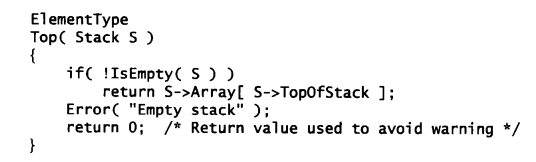 ElementType
Top( Stack S )
{
    if( !IsEmpty( S ) )
        return S->Array[ S->TopOfStack ];
    Error( "Empty stack" );
    return 0;  /* Return value used to avoid warning */
}